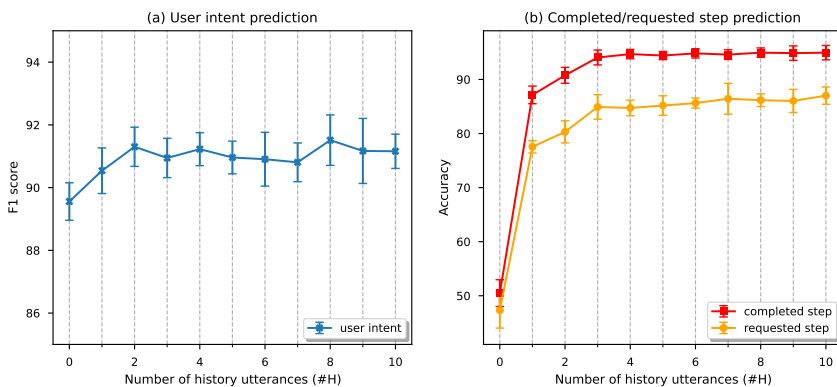 (a) User intent prediction
94
92
90
88
86
F1 score
0 2 4 6 8 10
Number of history utterances (#H)
user intent
(b) Completed/requested step prediction
90
80
70
60
50
Accuracy
0 2 4 6 8 10
Number of history utterances (#H)
completed step
requested step